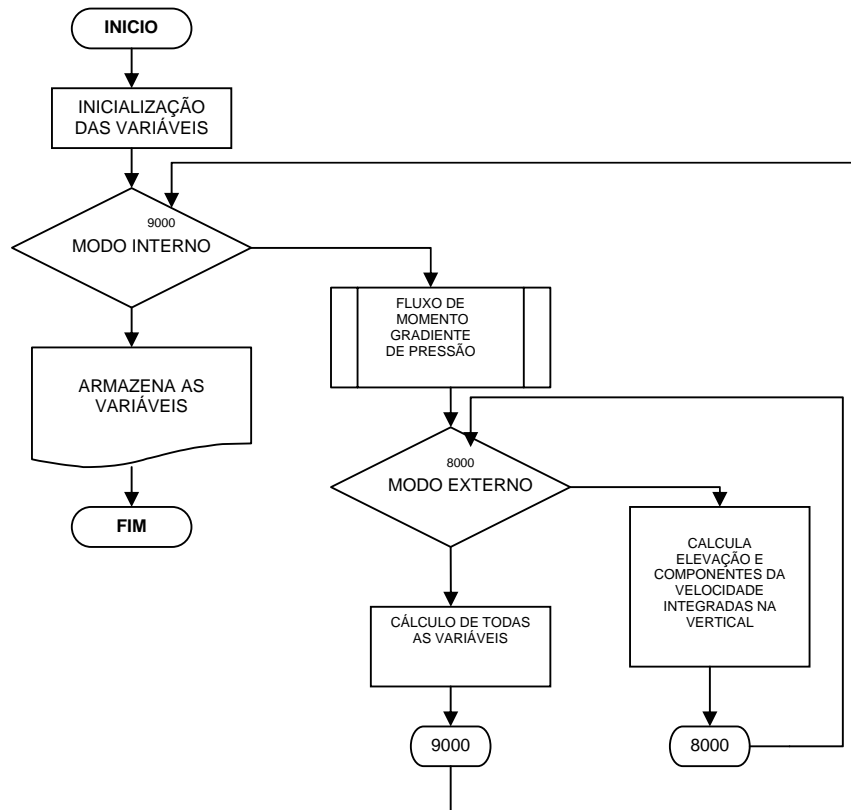 INICIO
INICIALIZAÇÃO
DAS VARIÁVEIS
9000
MODO INTERNO
FLUXO DE
MOMENTO
GRADIENTE
DE PRESSÃO
ARMAZENA AS
VARIÁVEIS
8000
MODO EXTERNO
FIM
CALCULA
ELEVAÇÃO E
COMPONENTES DA
VELOCIDADE
INTEGRADAS NA
VERTICAL
CÁLCULO DE TODAS
AS VARIÁVEIS
9000
8000